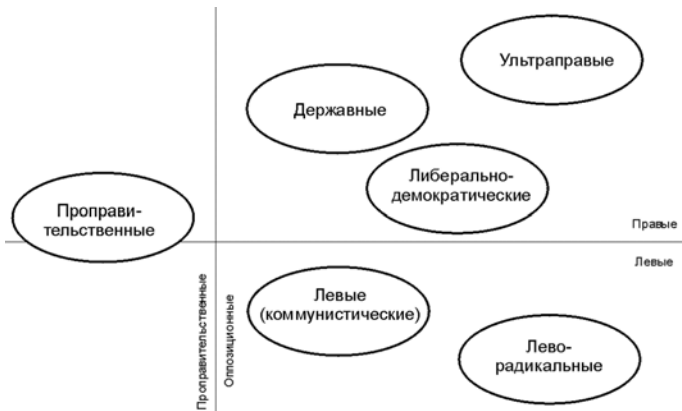 Ультраправые
Державные
Либерально-
демократические
Проправи-
тельственные
Правые
Левые
Проправительственные
Оппозиционные
Левые
(коммунистические)
Лево-
радикальные